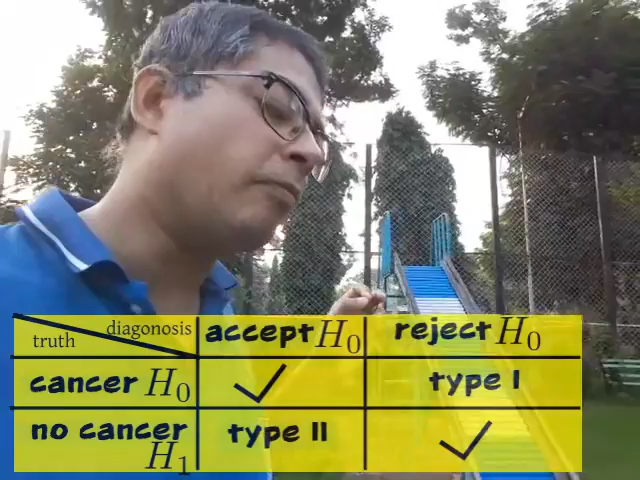 diagonosis accept H0 reject H0
truth
cancer H0 ✓ type I
no cancer type II ✓
H1